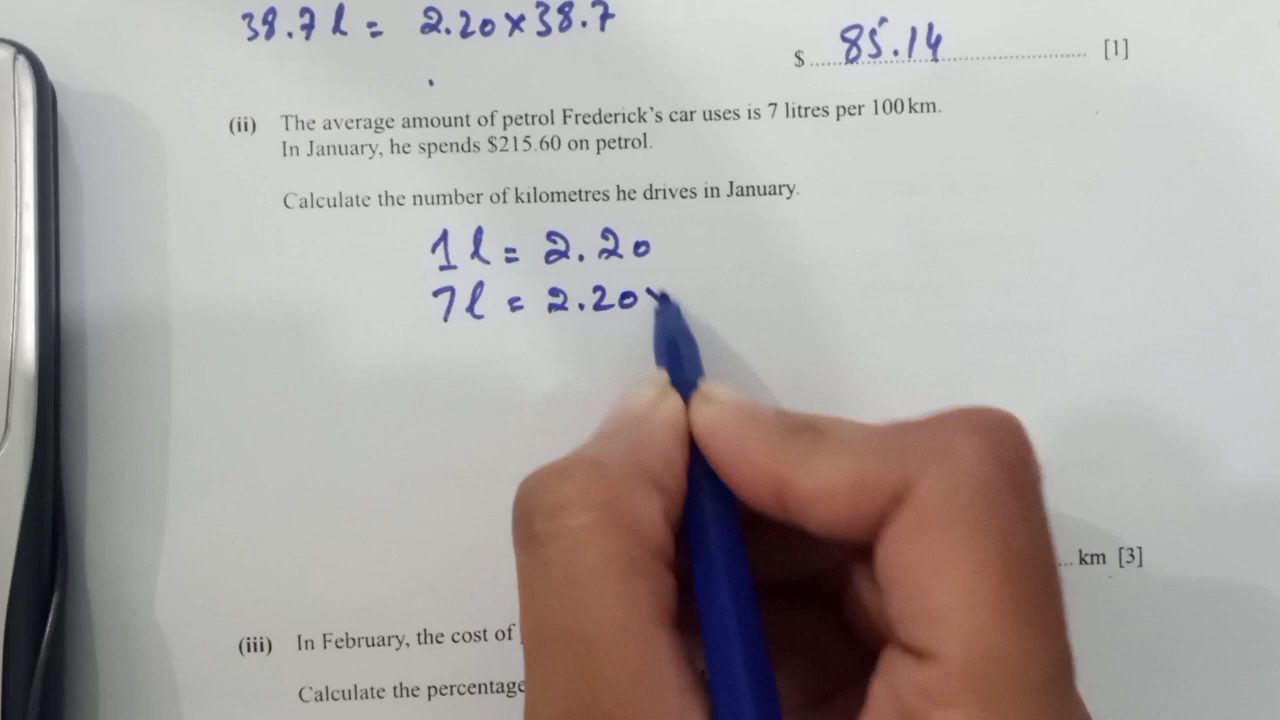 38.7 l = 2.20 × 38.7
$ 85.14 [1]
(ii) The average amount of petrol Frederick's car uses is 7 litres per 100 km.
In January, he spends $215.60 on petrol.
Calculate the number of kilometres he drives in January.
1 l = 2.20
7 l = 2.20
... km [3]
(iii) In February, the cost of
Calculate the percentage